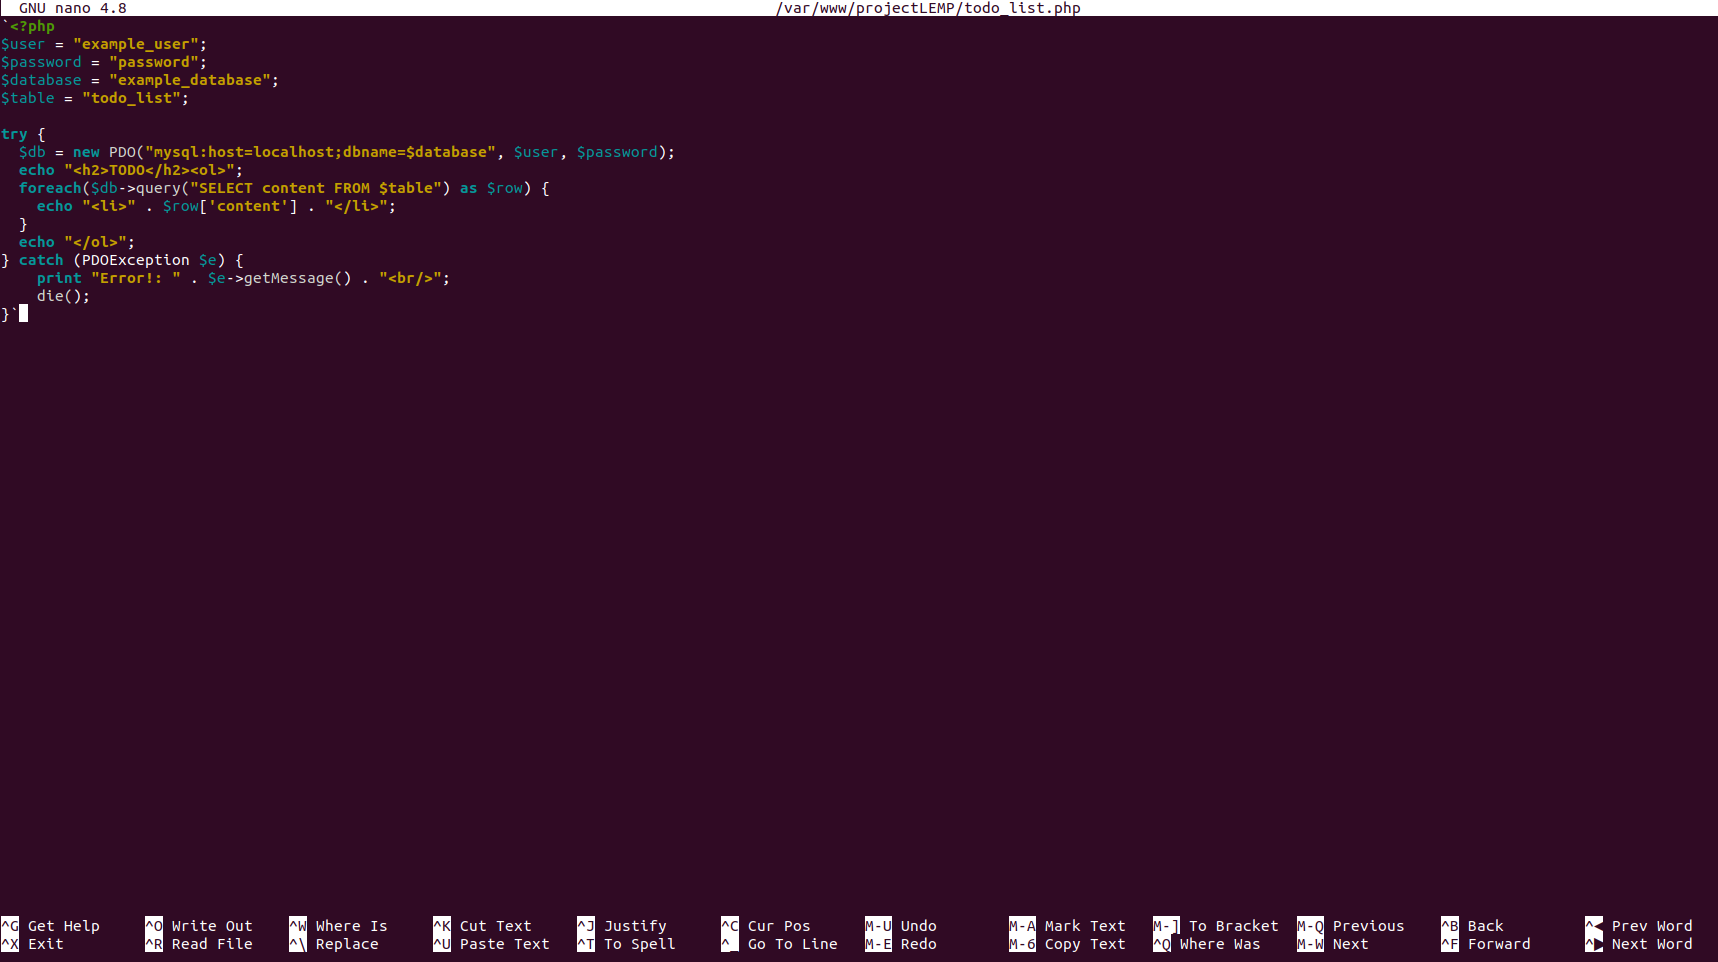 GNU nano 4.8 /var/www/projectLEMP/todo_list.php
`<?php
$user = "example_user";
$password = "password";
$database = "example_database";
$table = "todo_list";

try {
  $db = new PDO("mysql:host=localhost;dbname=$database", $user, $password);
  echo "<h2>TODO</h2><ol>";
  foreach($db->query("SELECT content FROM $table") as $row) {
    echo "<li>" . $row['content'] . "</li>";
  }
  echo "</ol>";
} catch (PDOException $e) {
    print "Error!: " . $e->getMessage() . "<br/>";
    die();
}`
^G Get Help ^O Write Out ^W Where Is ^K Cut Text ^J Justify ^C Cur Pos M-U Undo M-A Mark Text M-] To Bracket M-Q Previous ^B Back ^◀ Prev Word
^X Exit ^R Read File ^\ Replace ^U Paste Text ^T To Spell ^_ Go To Line M-E Redo M-6 Copy Text ^Q Where Was M-W Next ^F Forward ^▶ Next Word